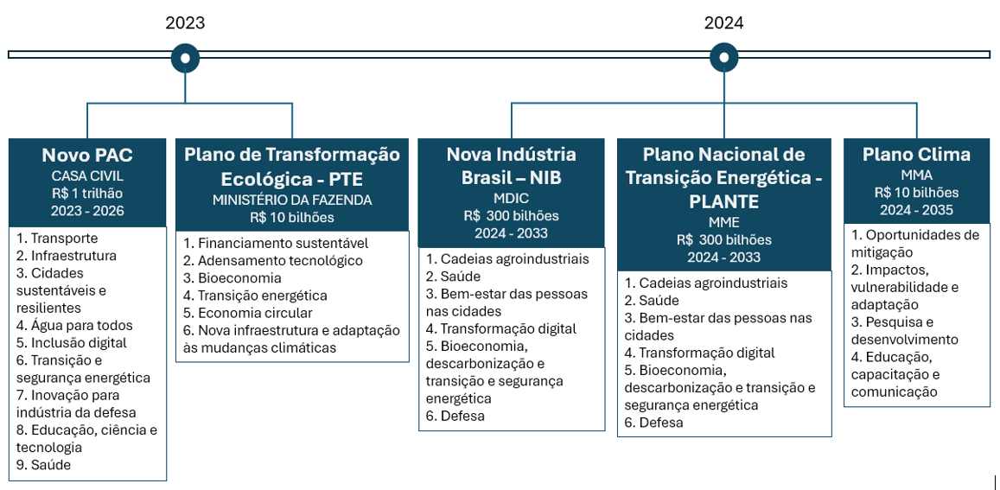 2023
2024
Novo PAC
CASA CIVIL
R$ 1 trilhão
2023 - 2026
1. Transporte
2. Infraestrutura
3. Cidades
sustentáveis e
resilientes
4. Água para todos
5. Inclusão digital
6. Transição e
segurança energética
7. Inovação para
indústria da defesa
8. Educação, ciência e
tecnologia
9. Saúde
Plano de Transformação
Ecológica - PTE
MINISTÉRIO DA FAZENDA
R$ 10 bilhões
1. Financiamento sustentável
2. Adensamento tecnológico
3. Bioeconomia
4. Transição energética
5. Economia circular
6. Nova infraestrutura e adaptação
às mudanças climáticas
Nova Indústria
Brasil – NIB
MDIC
R$ 300 bilhões
2024 - 2033
1. Cadeias agroindustriais
2. Saúde
3. Bem-estar das pessoas
nas cidades
4. Transformação digital
5. Bioeconomia,
descarbonização e
transição e segurança
energética
6. Defesa
Plano Nacional de
Transição Energética -
PLANTE
MME
R$ 300 bilhões
2024 - 2033
1. Cadeias agroindustriais
2. Saúde
3. Bem-estar das pessoas nas
cidades
4. Transformação digital
5. Bioeconomia,
descarbonização e transição e
segurança energética
6. Defesa
Plano Clima
MMA
R$ 10 bilhões
2024 - 2035
1. Oportunidades de
mitigação
2. Impactos,
vulnerabilidade e
adaptação
3. Pesquisa e
desenvolvimento
4. Educação,
capacitação e
comunicação